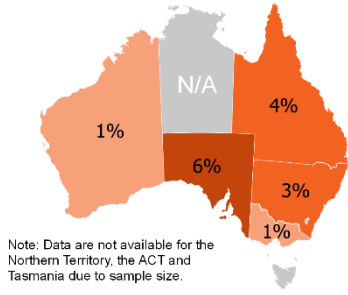 N/A
4%
1%
6%
3%
1%
Note: Data are not available for the
Northern Territory, the ACT and
Tasmania due to sample size.